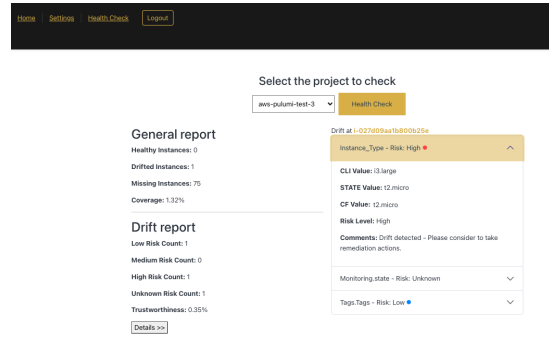 Home Settings Health Check Logout
Select the project to check
aws-pulumi-test-3 Health Check
General report
Healthy Instances: 0
Drifted Instances: 1
Missing Instances: 75
Coverage: 1.32%
Drift report
Low Risk Count: 1
Medium Risk Count: 0
High Risk Count: 1
Unknown Risk Count: 1
Trustworthiness: 0.35%
Details >>
Drift at i-027d09aa1b800b25e
Instance_Type - Risk: High
CLI Value: i3.large
STATE Value: t2.micro
CF Value: t2.micro
Risk Level: High
Comments: Drift detected - Please consider to take
remediation actions.
Monitoring.state - Risk: Unknown
Tags.Tags - Risk: Low